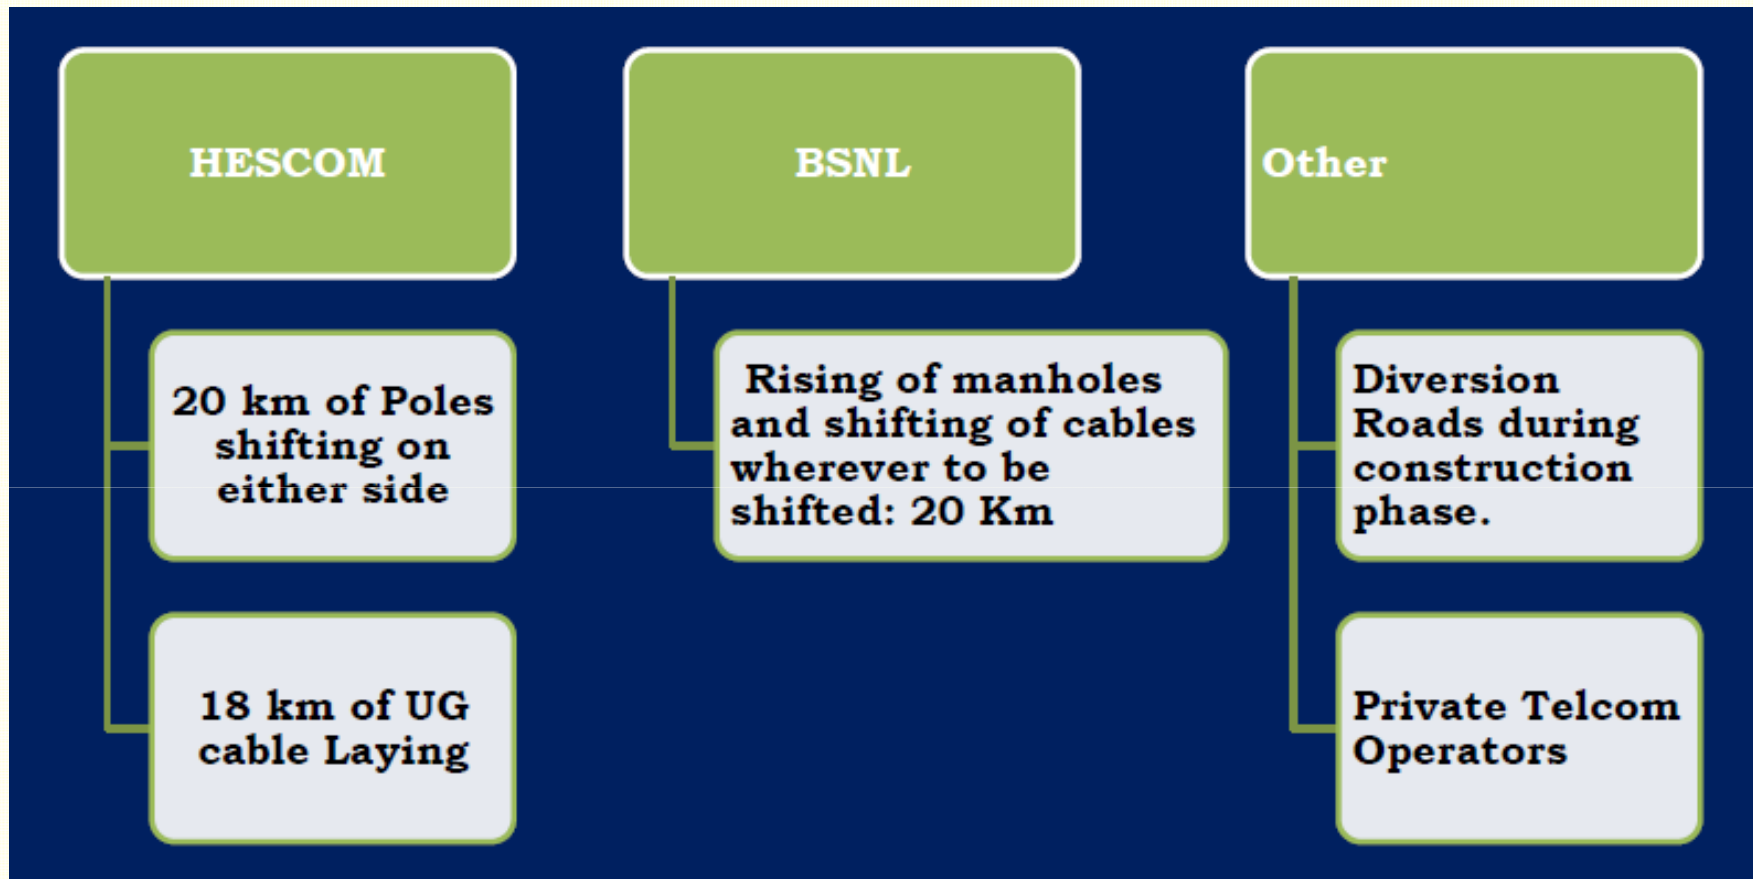 HESCOM
20 km of Poles
shifting on
either side
18 km of UG
cable Laying
BSNL
Rising of manholes
and shifting of cables
wherever to be
shifted: 20 Km
Other
Diversion
Roads during
construction
phase.
Private Telcom
Operators